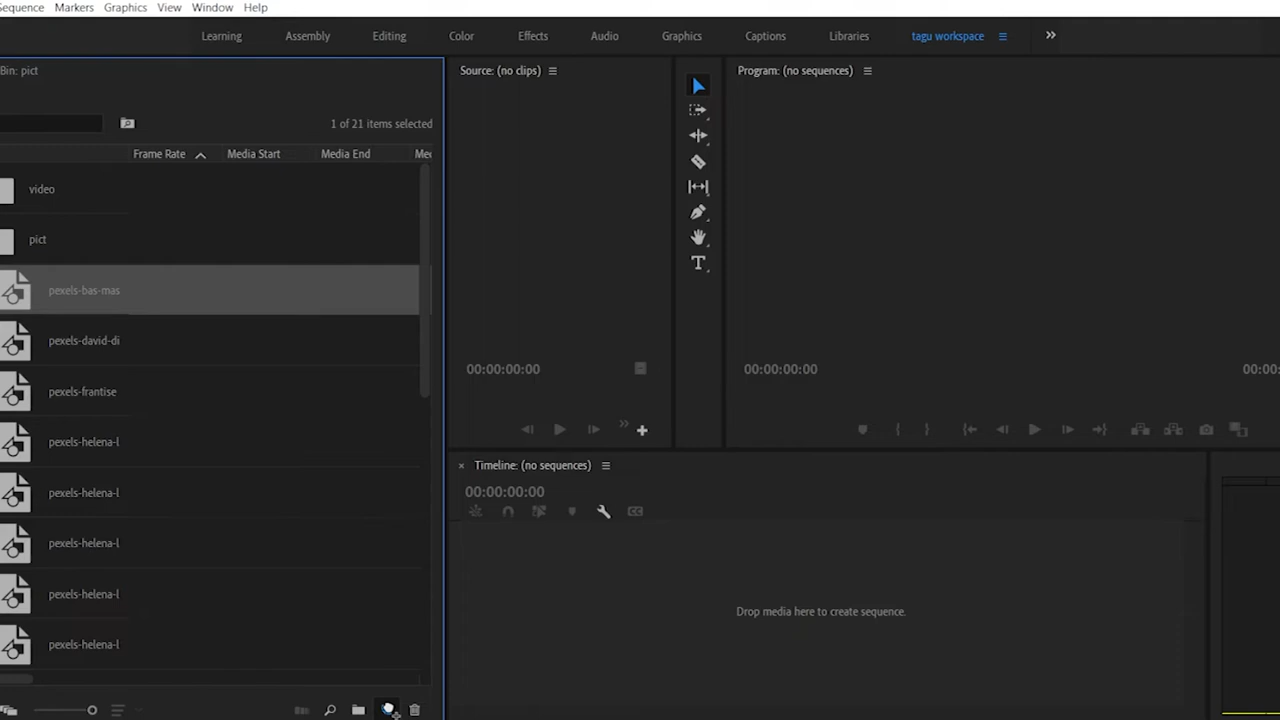 Sequence Markers Graphics View Window Help
Learning Assembly Editing Color Effects Audio Graphics Captions Libraries tagu workspace
Bin: pict
Source: (no clips)
Program: (no sequences)
1 of 21 items selected
Frame Rate Media Start Media End
video
pict
pexels-bas-mas
pexels-david-di
pexels-frantise
pexels-helena-l
pexels-helena-l
pexels-helena-l
pexels-helena-l
pexels-helena-l
00:00:00:00
00:00:00:00
Timeline: (no sequences)
00:00:00:00
Drop media here to create sequence.